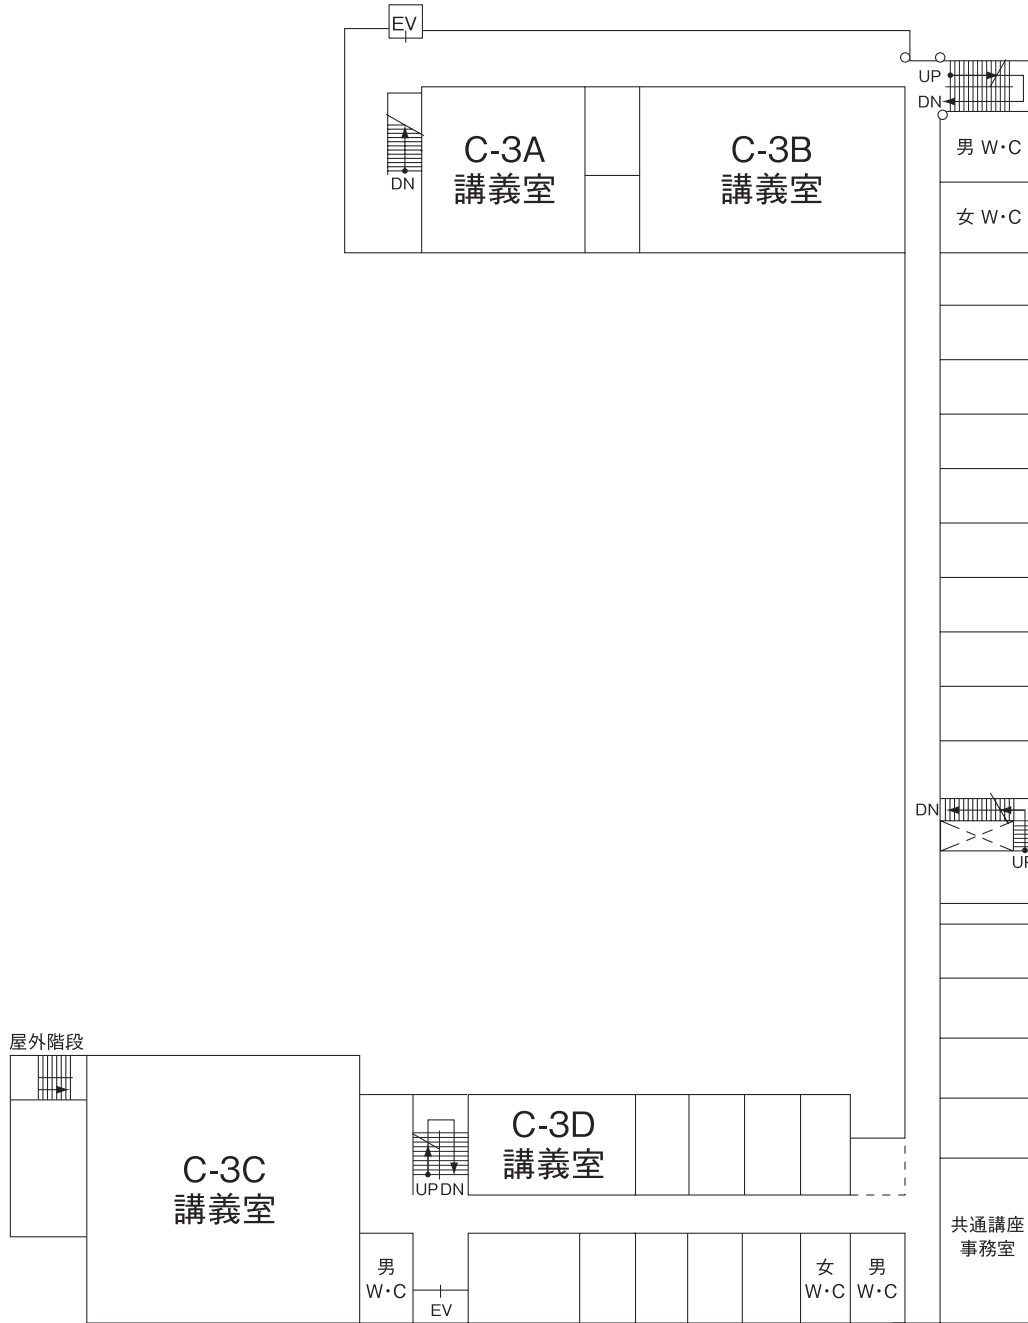 EV
UP
DN
C-3A
講義室
C-3B
講義室
DN
男 W・C
女 W・C
DN
UP
屋外階段
C-3C
講義室
C-3D
講義室
UP DN
共通講座
事務室
男
W・C
EV
女
W・C
男
W・C